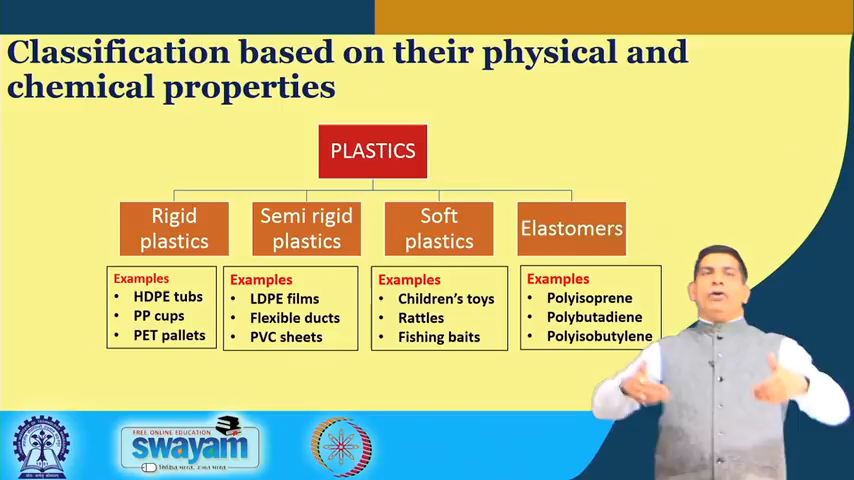 Classification based on their physical and
chemical properties
PLASTICS
Rigid
plastics
Semi rigid
plastics
Soft
plastics
Elastomers
Examples
• HDPE tubs
• PP cups
• PET pallets
Examples
• LDPE films
• Flexible ducts
• PVC sheets
Examples
• Children’s toys
• Rattles
• Fishing baits
Examples
• Polyisoprene
• Polybutadiene
• Polyisobutylene
FREE ONLINE EDUCATION
swayam